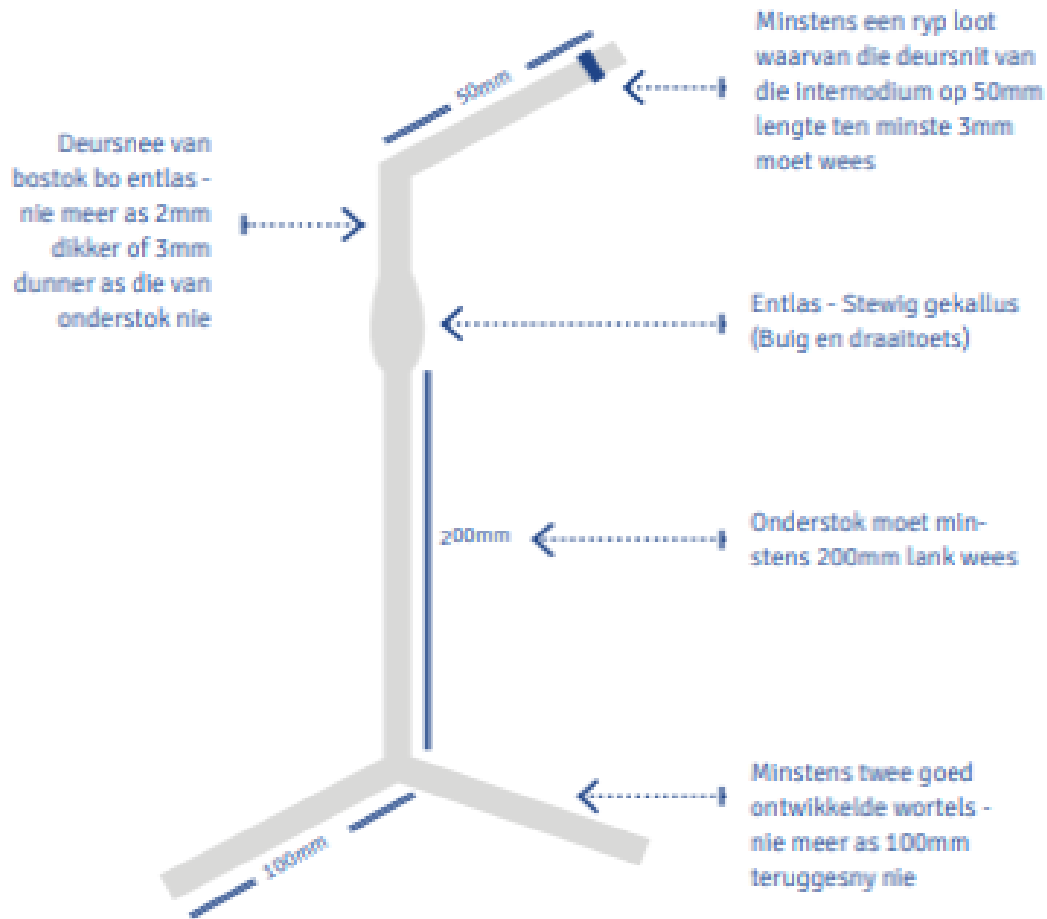 Minstens een ryp loot
waarvan die deursnit van
die internodium op 50mm
lengte ten minste 3mm
moet wees
50mm
Deursnee van
bostok bo entlas -
nie meer as 2mm
dikker of 3mm
dunner as die van
onderstok nie
Entlas - Stewig gekallus
(Buig en draaitoets)
200mm
Onderstok moet min-
stens 200mm lank wees
Minstens twee goed
ontwikkelde wortels -
nie meer as 100mm
teruggesny nie
100mm